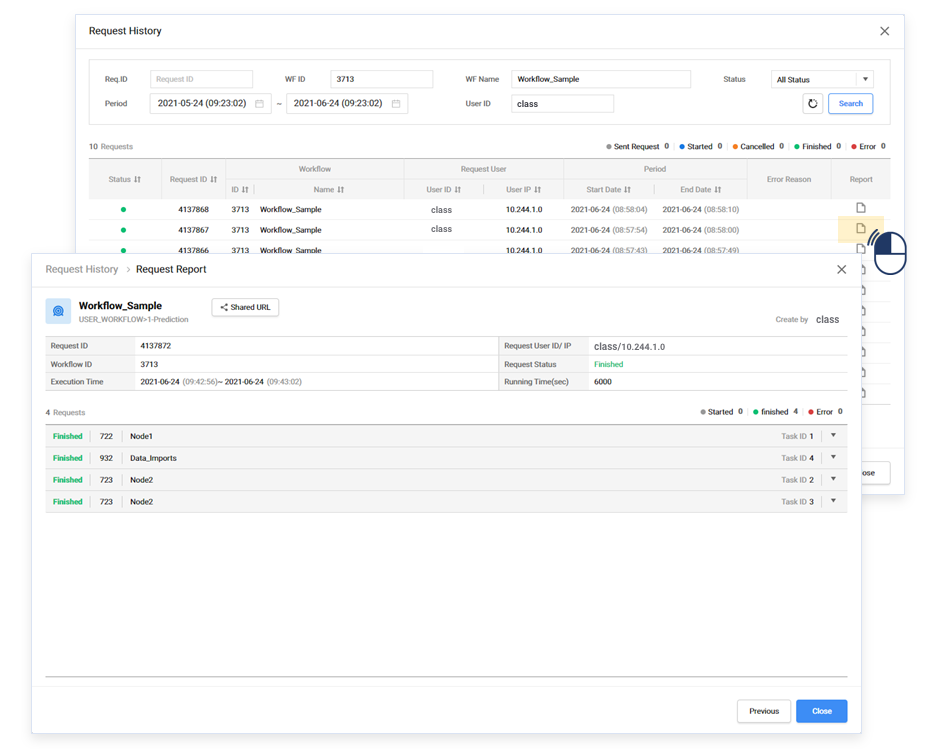 Request History
Req.ID Request ID WF ID 3713 WF Name Workflow_Sample Status All Status
Period 2021-05-24 (09:23:02) ~ 2021-06-24 (09:23:02) User ID class Search
10 Requests Sent Request 0 Started 0 Cancelled 0 Finished 0 Error 0
Status Request ID Workflow Request User Period Error Reason Report
ID Name User ID User IP Start Date End Date
4137868 3713 Workflow_Sample class 10.244.1.0 2021-06-24 (08:58:04) 2021-06-24 (08:58:10)
4137867 3713 Workflow_Sample class 10.244.1.0 2021-06-24 (08:57:54) 2021-06-24 (08:58:00)
4137866 3713 Workflow_Sample 10.244.1.0 2021-06-24 (08:57:43) 2021-06-24 (08:57:49)
Request History > Request Report
Workflow_Sample Shared URL
USER_WORKFLOW>1-Prediction Create by class
Request ID 4137872 Request User ID/ IP class/10.244.1.0
Workflow ID 3713 Request Status Finished
Execution Time 2021-06-24 (09:42:56)~ 2021-06-24 (09:43:02) Running Time(sec) 6000
4 Requests Started 0 finished 4 Error 0
Finished 722 Node1 Task ID 1
Finished 932 Data_Imports Task ID 4
Finished 723 Node2 Task ID 2
Finished 723 Node2 Task ID 3
ose
Previous Close